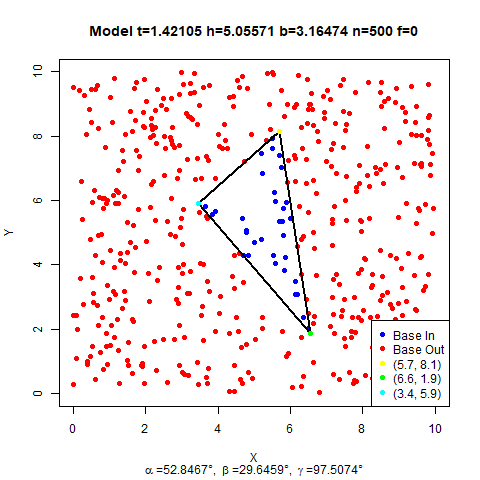 Model t=1.42105 h=5.05571 b=3.16474 n=500 f=0
10
8
6
4
2
0
Y
Base In
Base Out
(5.7, 8.1)
(6.6, 1.9)
(3.4, 5.9)
0 2 4 6 8 10
X
α=52.8467°, β=29.6459°, γ=97.5074°